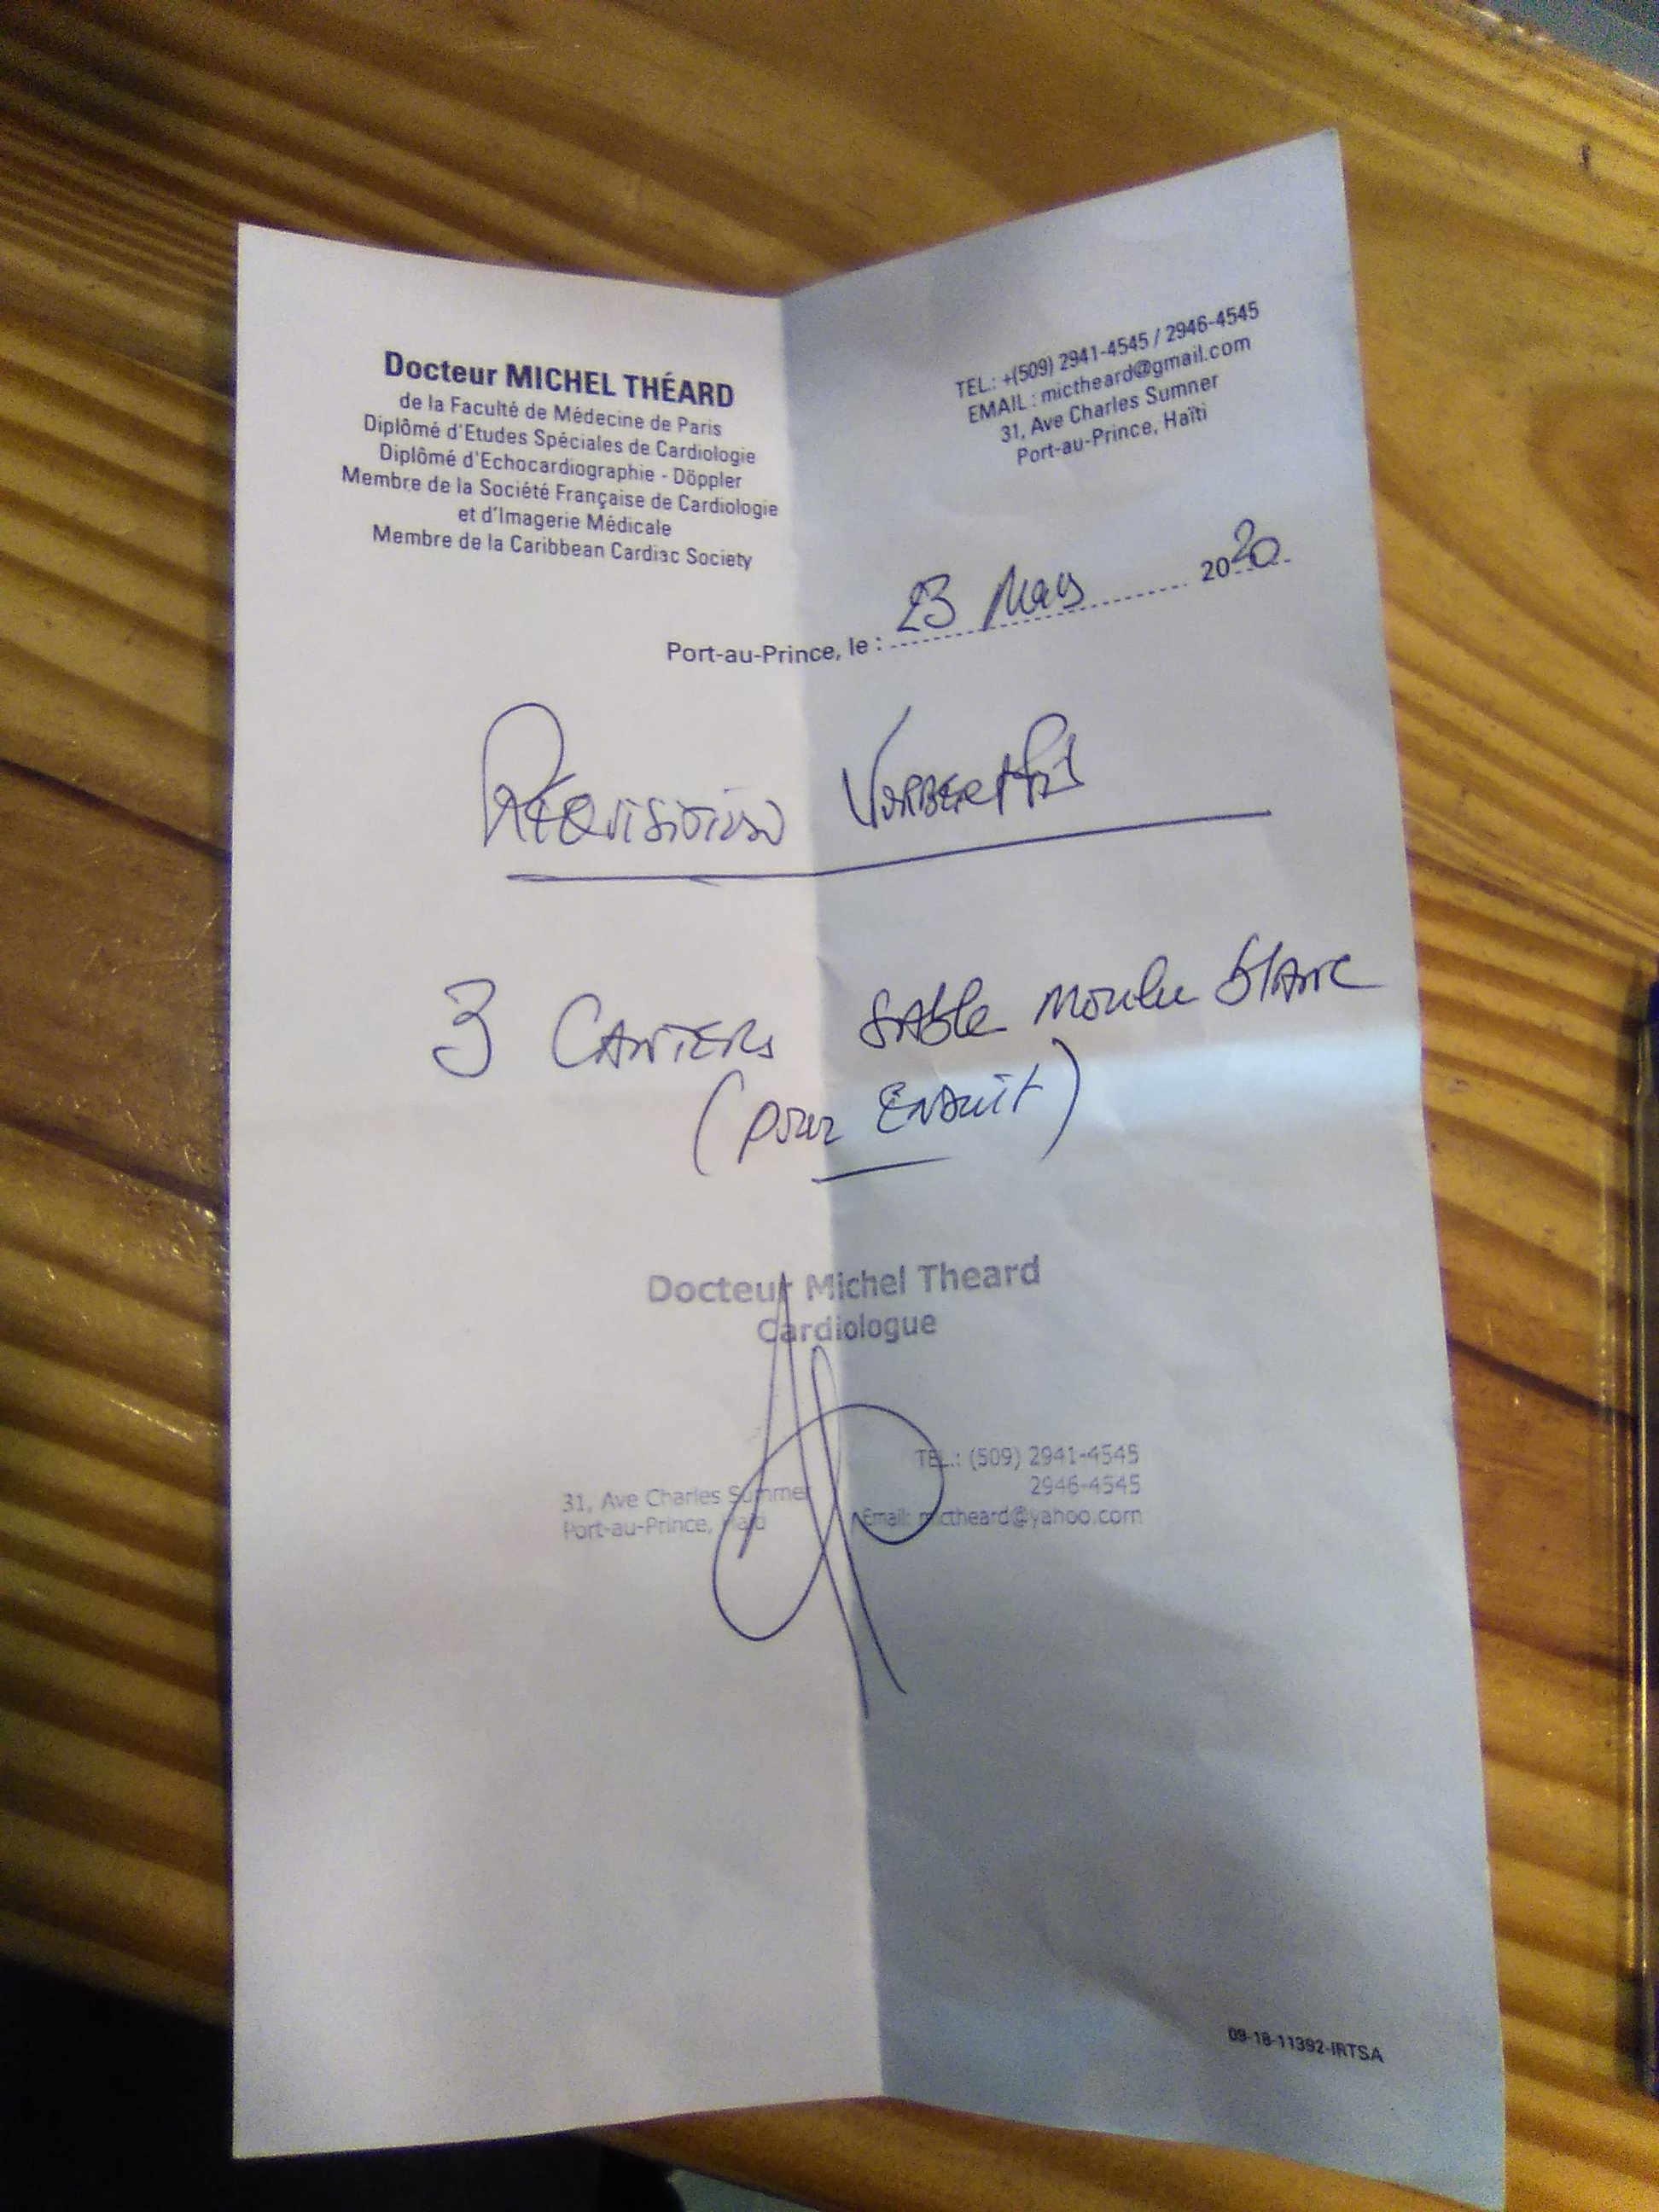 Docteur MICHEL THÉARD
de la Faculté de Médecine de Paris
Diplômé d'Etudes Spéciales de Cardiologie
Diplômé d'Echocardiographie - Döppler
Membre de la Société Française de Cardiologie
et d'Imagerie Médicale
Membre de la Caribbean Cardiac Society
TEL.: +(509) 2941-4545 / 2946-4545
EMAIL : mictheard@gmail.com
31, Ave Charles Sumner
Port-au-Prince, Haïti
Port-au-Prince, le : 23 Mars 2020
Réquisition
3 Camiers sable moulu blanc
(pour enduit)
Docteur Michel Theard
Cardiologue
31, Ave Charles Summer
Port-au-Prince, Haiti
TEL.: (509) 2941-4545
2946-4545
Email: mictheard@yahoo.com
09-18-11392-IRTSA